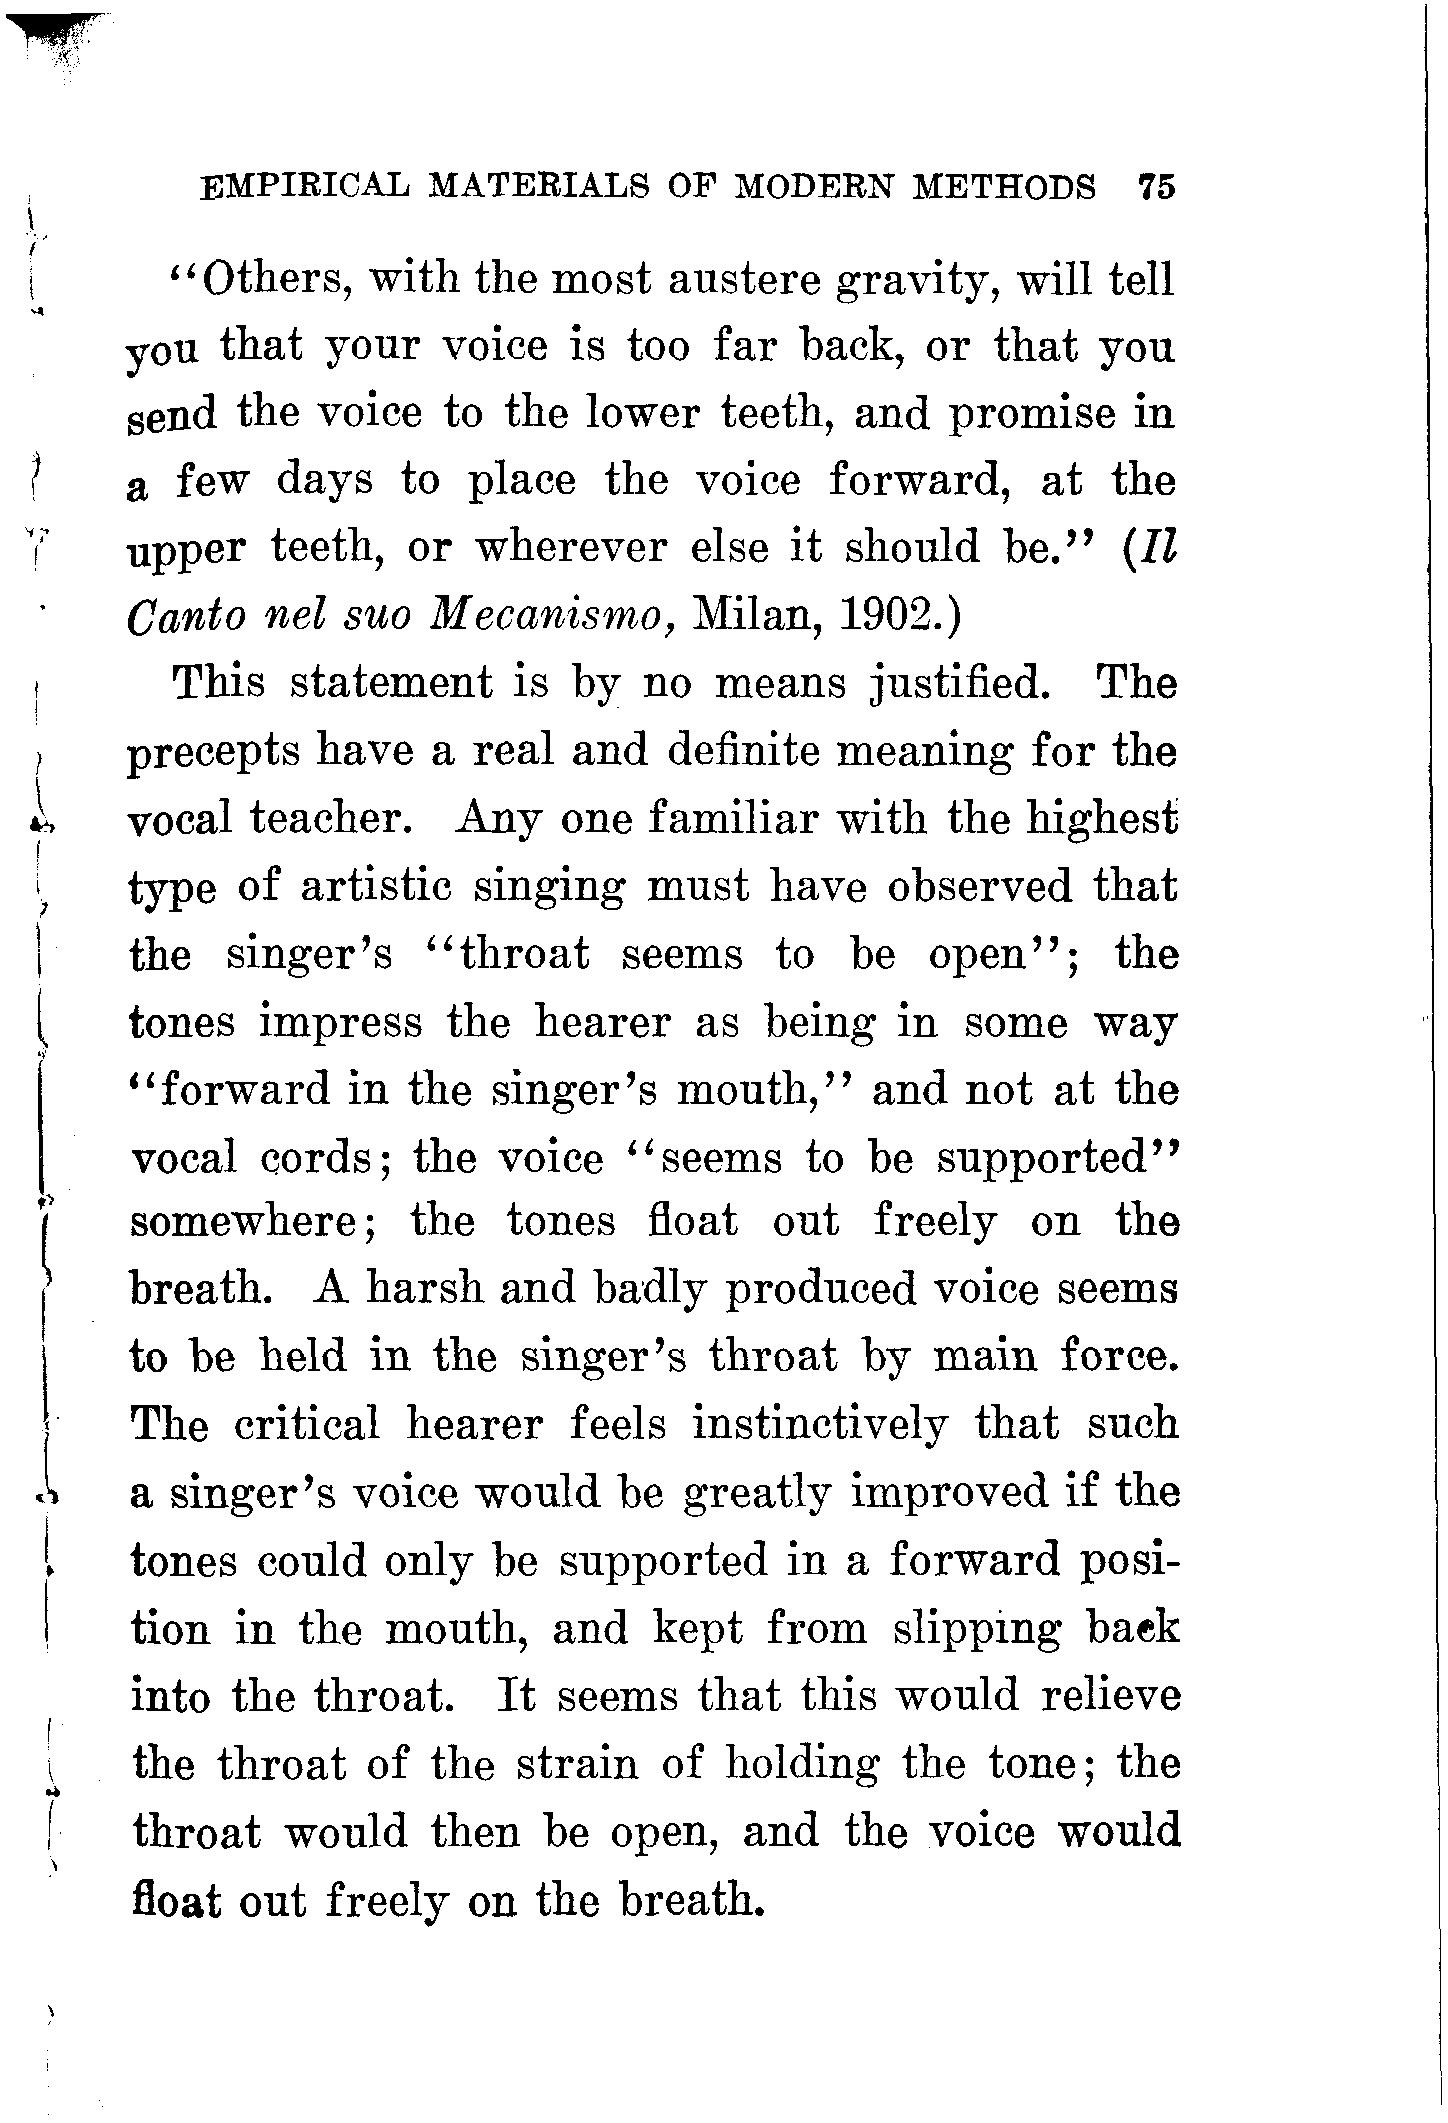 EMPIRICAL MATERIALS OF MODERN METHODS 75
"Others, with the most austere gravity, will tell
you that your voice is too far back, or that you
send the voice to the lower teeth, and promise in
a few days to place the voice forward, at the
upper teeth, or wherever else it should be." (Il
Canto nel suo Mecanismo, Milan, 1902.)
This statement is by no means justified. The
precepts have a real and definite meaning for the
vocal teacher. Any one familiar with the highest
type of artistic singing must have observed that
the singer's "throat seems to be open"; the
tones impress the hearer as being in some way
"forward in the singer's mouth," and not at the
vocal cords; the voice "seems to be supported"
somewhere; the tones float out freely on the
breath. A harsh and badly produced voice seems
to be held in the singer's throat by main force.
The critical hearer feels instinctively that such
a singer's voice would be greatly improved if the
tones could only be supported in a forward posi-
tion in the mouth, and kept from slipping back
into the throat. It seems that this would relieve
the throat of the strain of holding the tone; the
throat would then be open, and the voice would
float out freely on the breath.